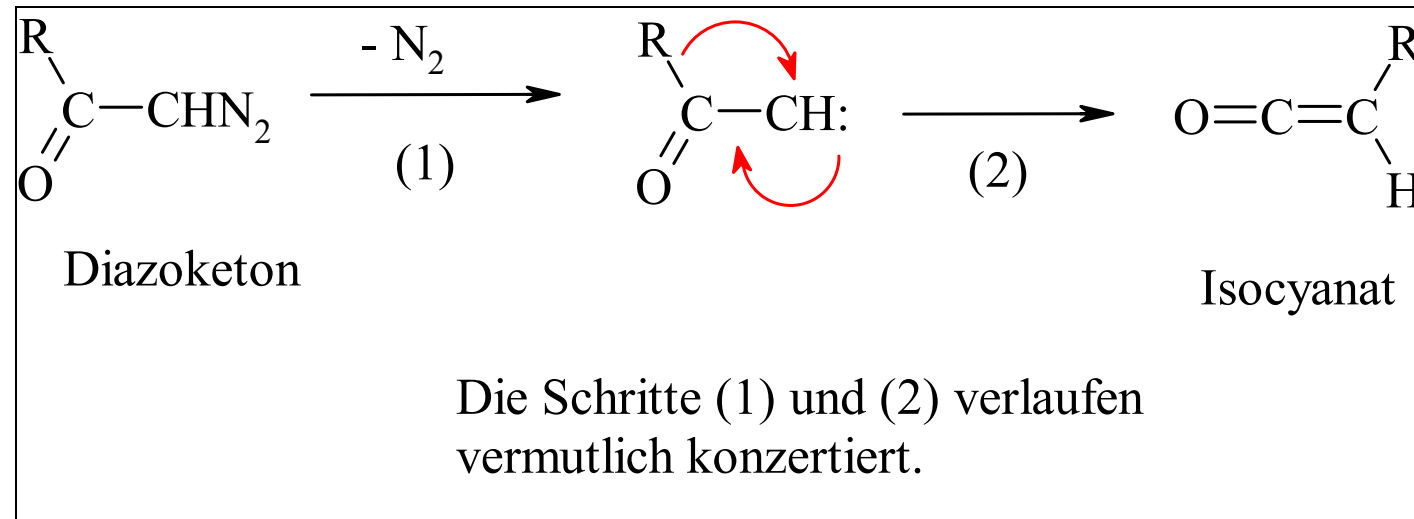 R - N₂ R R
C—CHN₂ C—CH: O=C=C
O (1) O (2) H
Diazoketon
Isocyanat
Die Schritte (1) und (2) verlaufen
vermutlich konzertiert.